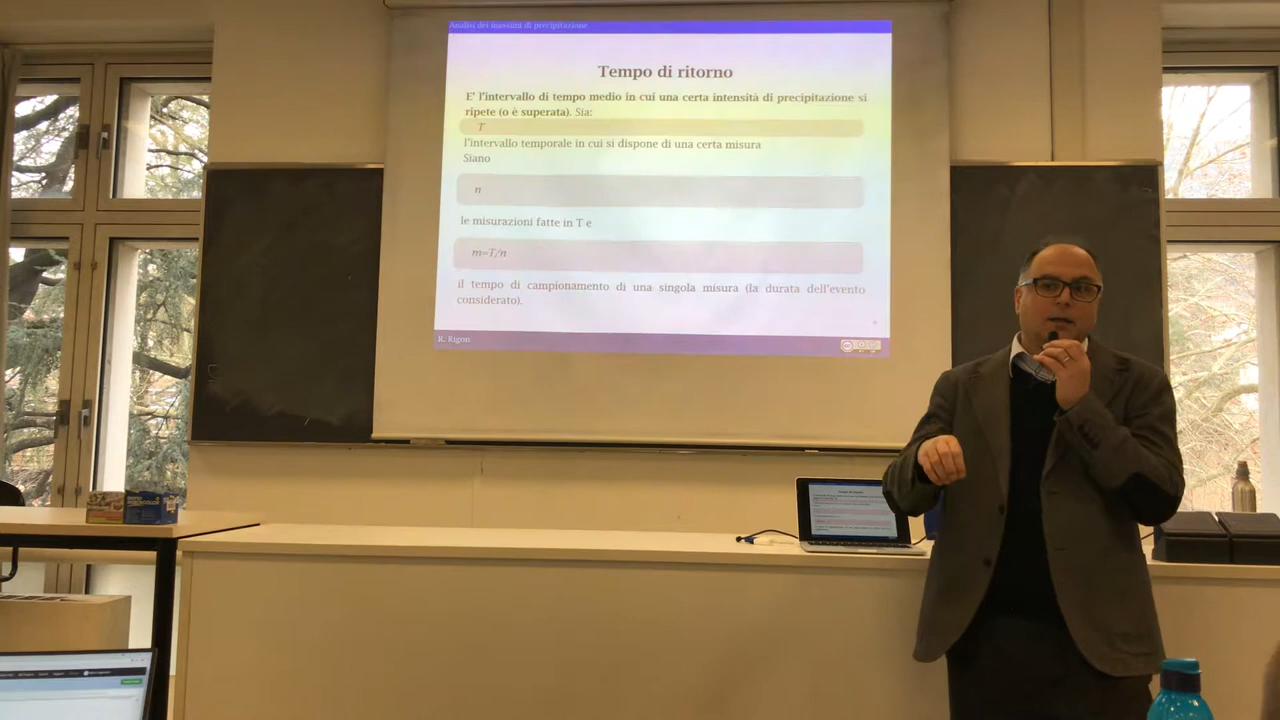 Analisi dei massimi di precipitazione
Tempo di ritorno
E' l'intervallo di tempo medio in cui una certa intensità di precipitazione si
ripete (o è superata). Sia:
T
l'intervallo temporale in cui si dispone di una certa misura
Siano
n
le misurazioni fatte in T e
m=T/n
il tempo di campionamento di una singola misura (la durata dell'evento
considerato).
R. Rigon